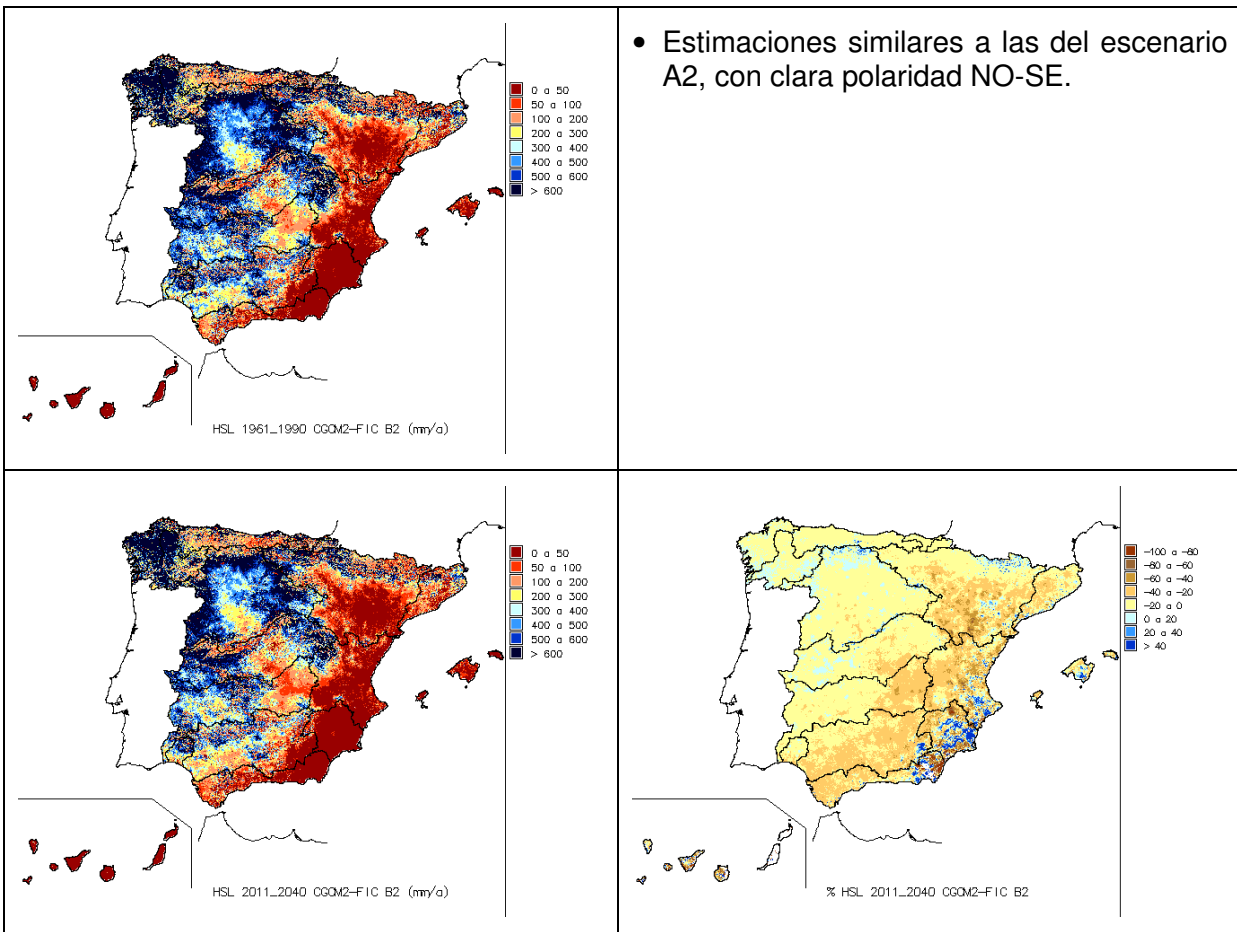 0 a 50
50 a 100
100 a 200
200 a 300
300 a 400
400 a 500
500 a 600
> 600
HSL 1961_1990 CGCM2-FIC B2 (mm/a)
• Estimaciones similares a las del escenario
A2, con clara polaridad NO-SE.
0 a 50
50 a 100
100 a 200
200 a 300
300 a 400
400 a 500
500 a 600
> 600
HSL 2011_2040 CGCM2-FIC B2 (mm/a)
-100 a -80
-80 a -60
-60 a -40
-40 a -20
-20 a 0
0 a 20
20 a 40
> 40
% HSL 2011_2040 CGCM2-FIC B2